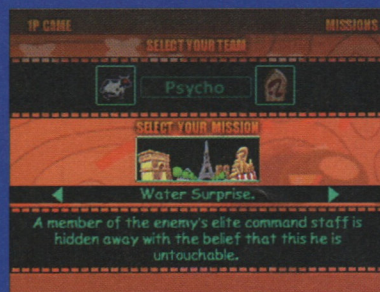 1P GAME MISSIONS
SELECT YOUR TEAM
Psycho
SELECT YOUR MISSION
Water Surprise.
A member of the enemy's elite command staff is
hidden away with the belief that this he is
untouchable.